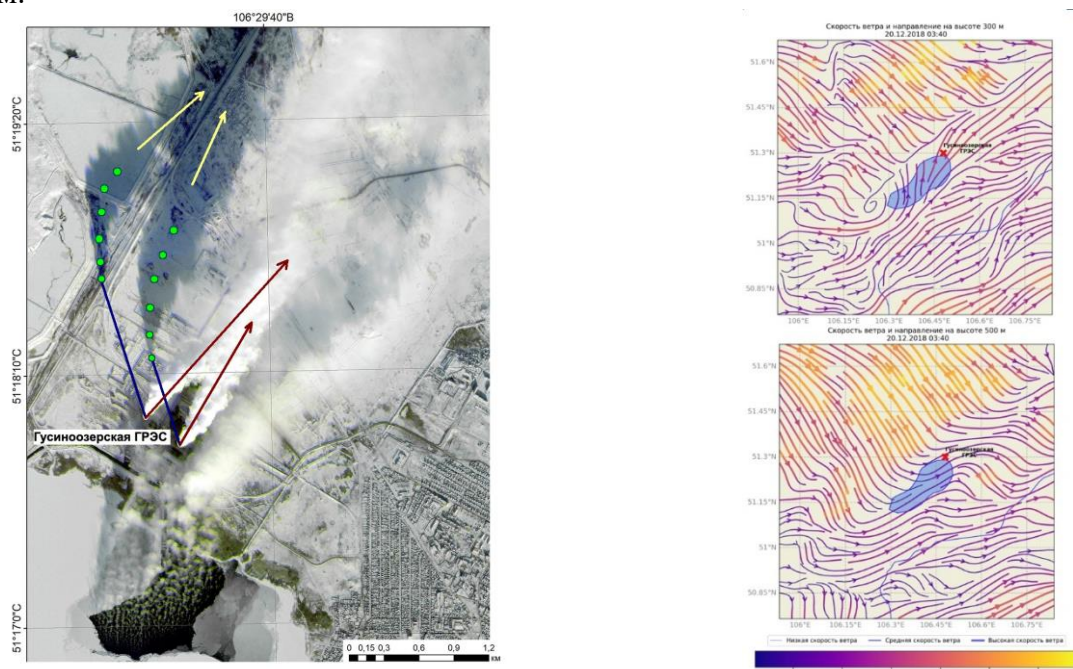 м.
106°29'40"В
51°19'20"С
51°18'10"С
51°17'0"С
Гусиноозерская ГРЭС
0 0,15 0,3 0,6 0,9 1,2
км
Скорость ветра и направление на высоте 300 м
20.12.2018 03:40
51.6°N
51.45°N
51.3°N
51.15°N
51°N
50.85°N
Гусиноозерская
ГРЭС
106°E 106.15°E 106.3°E 106.45°E 106.6°E 106.75°E
Скорость ветра и направление на высоте 500 м
20.12.2018 03:40
51.6°N
51.45°N
51.3°N
51.15°N
51°N
50.85°N
Гусиноозерская
ГРЭС
106°E 106.15°E 106.3°E 106.45°E 106.6°E 106.75°E
Низкая скорость ветра Средняя скорость ветра Высокая скорость ветра